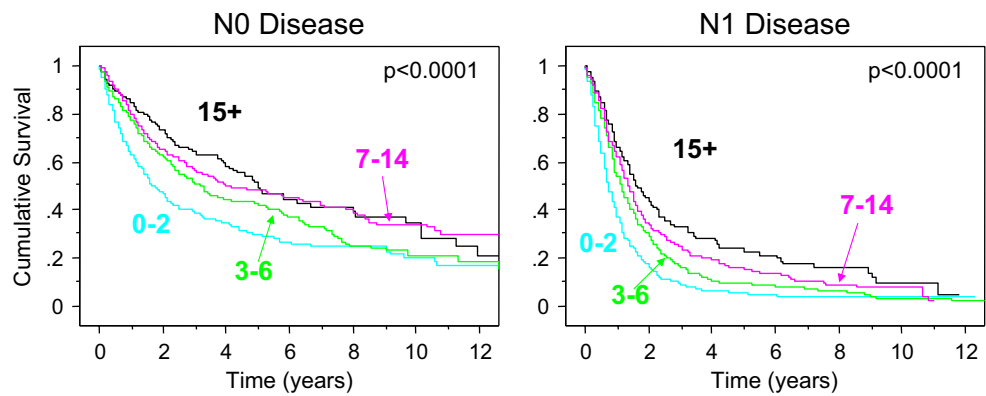 N0 Disease
N1 Disease
Cumulative Survival
1
.8
.6
.4
.2
0
p<0.0001
15+
7-14
0-2
3-6
0 2 4 6 8 10 12
Time (years)
1
.8
.6
.4
.2
0
p<0.0001
15+
7-14
0-2
3-6
0 2 4 6 8 10 12
Time (years)